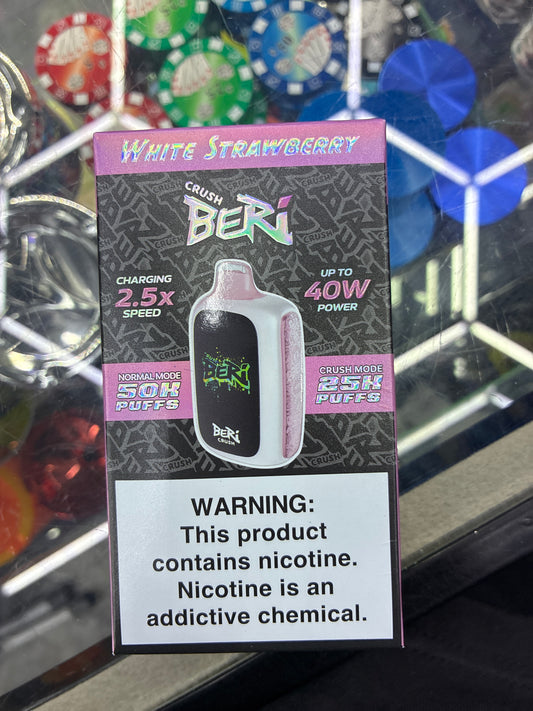 WHITE STRAWBERRY
CRUSH
BERi
CRUSH
CHARGING
2.5x
SPEED
UP TO
40W
POWER
BERi
NORMAL MODE
50K
PUFFS
CRUSH MODE
25K
PUFFS
BERi
CRUSH
WARNING:
This product
contains nicotine.
Nicotine is an
addictive chemical.